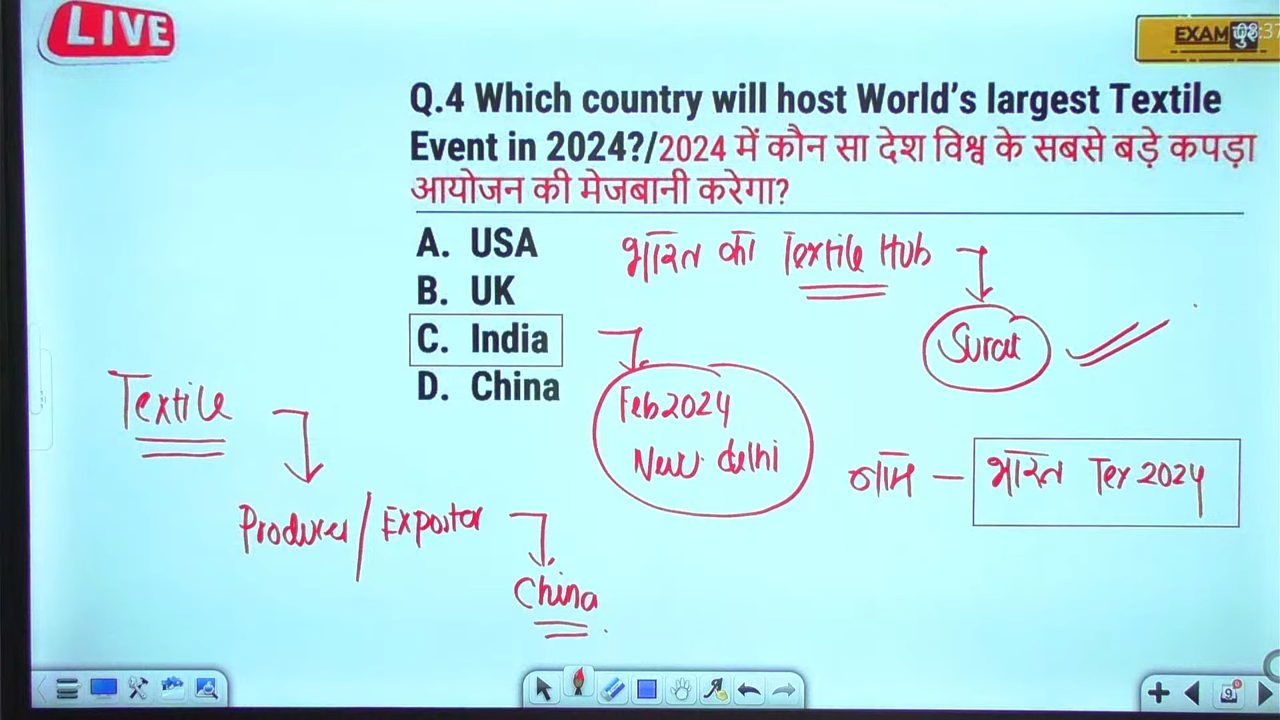 LIVE
EXAM पुर
Q.4 Which country will host World's largest Textile
Event in 2024?/2024 में कौन सा देश विश्व के सबसे बड़े कपड़ा
आयोजन की मेजबानी करेगा?
A. USA
B. UK
C. India
D. China
भारत का Textile Hub
Surat
Feb 2024
New delhi
नाम - भारत Tex 2024
Textile
Producer/Exporter
China